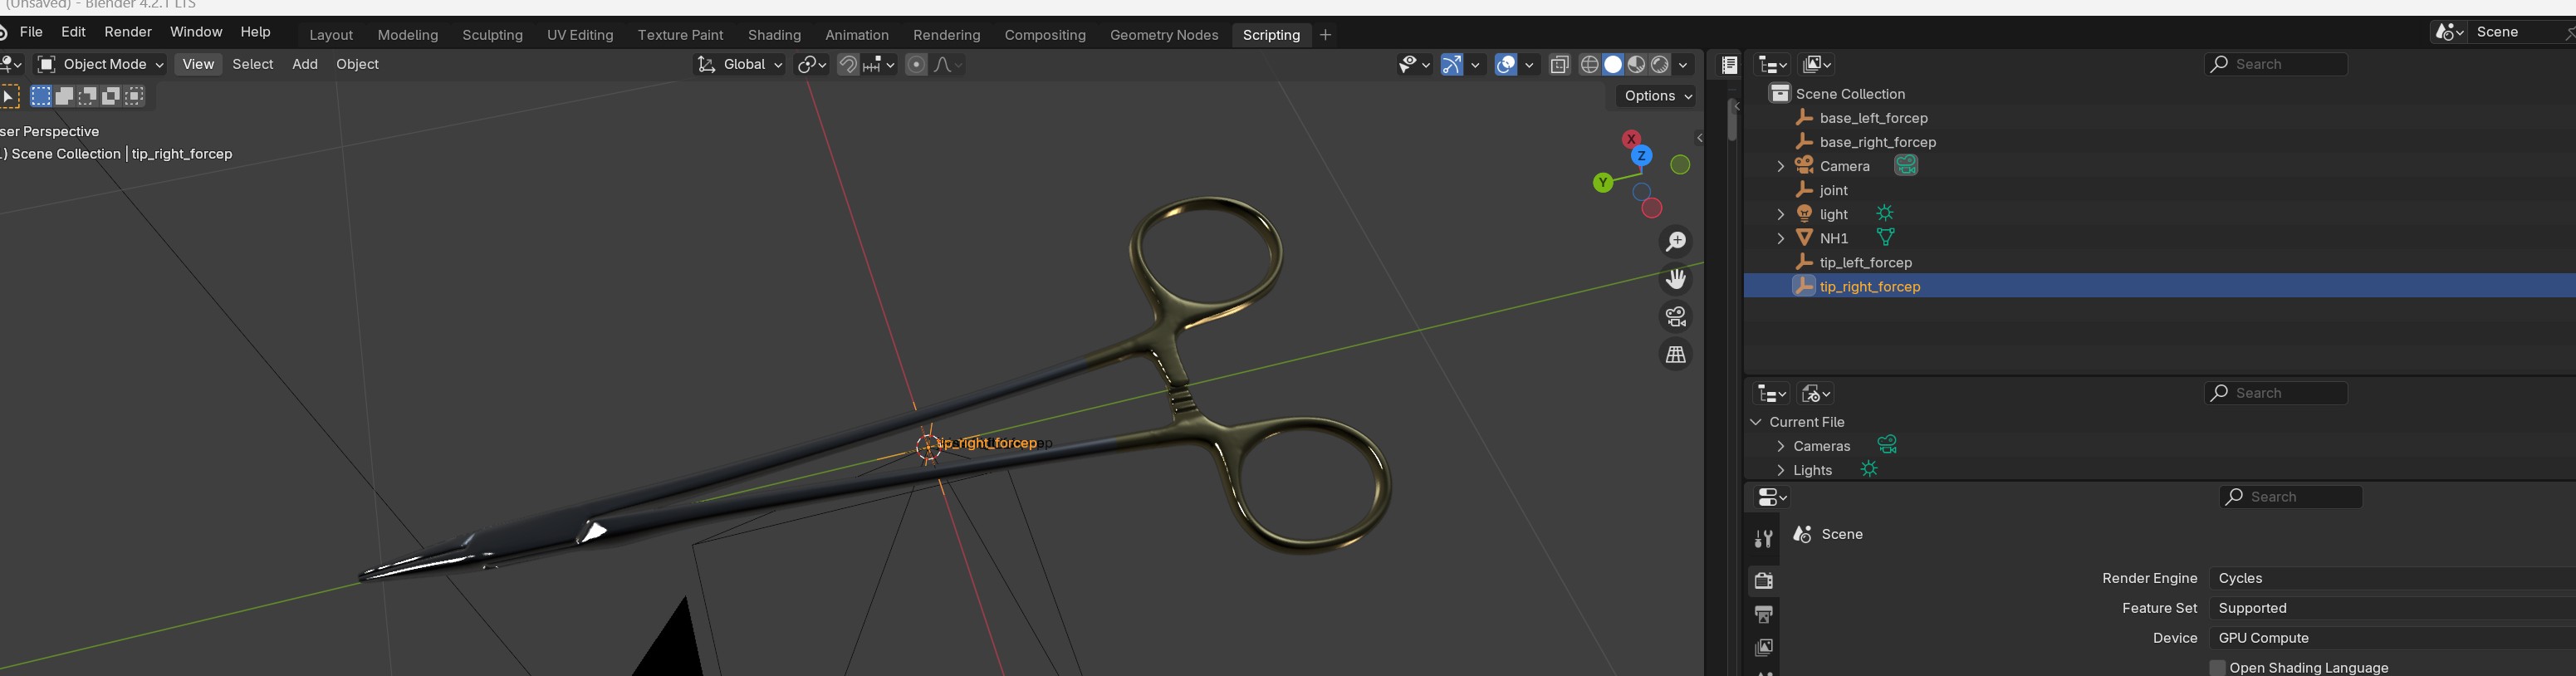 (Unsaved) - Blender 4.2.1 LTS
File Edit Render Window Help Layout Modeling Sculpting UV Editing Texture Paint Shading Animation Rendering Compositing Geometry Nodes Scripting + Scene
Object Mode View Select Add Object Global Search
Options
ser Perspective
) Scene Collection | tip_right_forcep
X
Z
Y
tip_right_forcep
Scene Collection
base_left_forcep
base_right_forcep
Camera
joint
light
NH1
tip_left_forcep
tip_right_forcep
Search
Current File
Cameras
Lights
Search
Scene
Render Engine Cycles
Feature Set Supported
Device GPU Compute
Open Shading Language